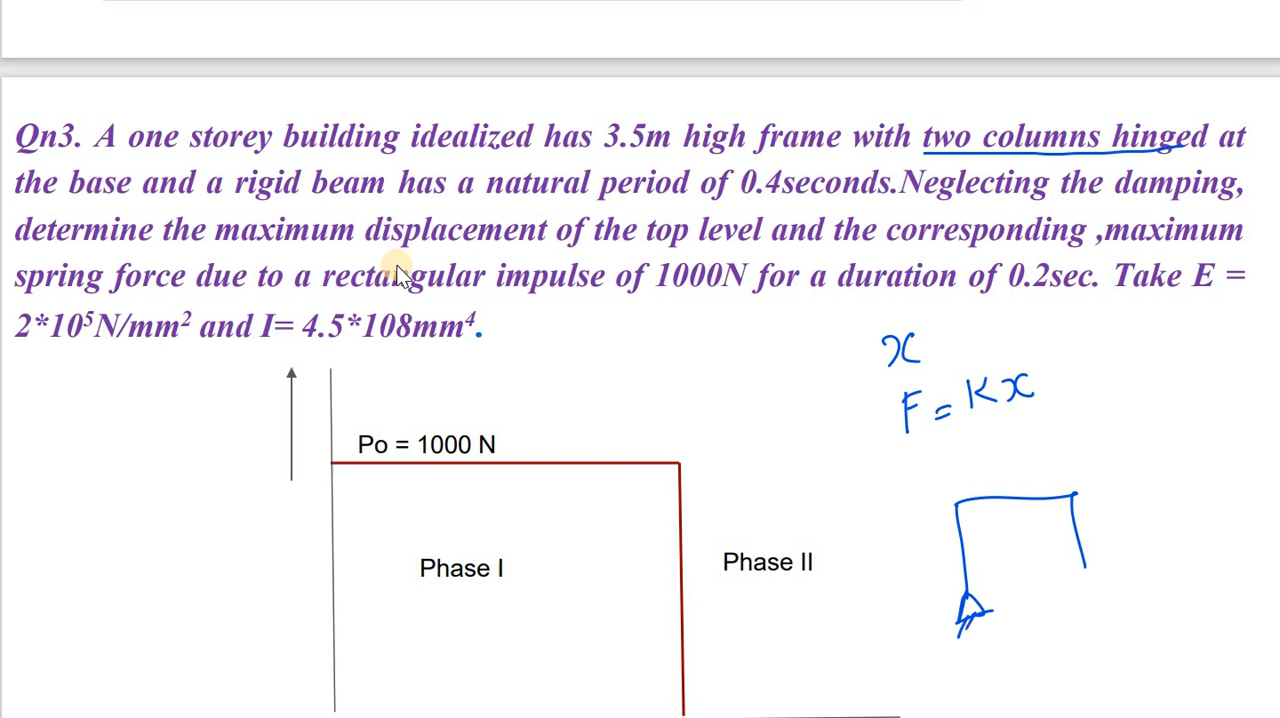 Qn3. A one storey building idealized has 3.5m high frame with two columns hinged at
the base and a rigid beam has a natural period of 0.4seconds.Neglecting the damping,
determine the maximum displacement of the top level and the corresponding ,maximum
spring force due to a rectangular impulse of 1000N for a duration of 0.2sec. Take E =
2*10⁵N/mm² and I= 4.5*108mm⁴.
x
F = Kx
Po = 1000 N
Phase I
Phase II